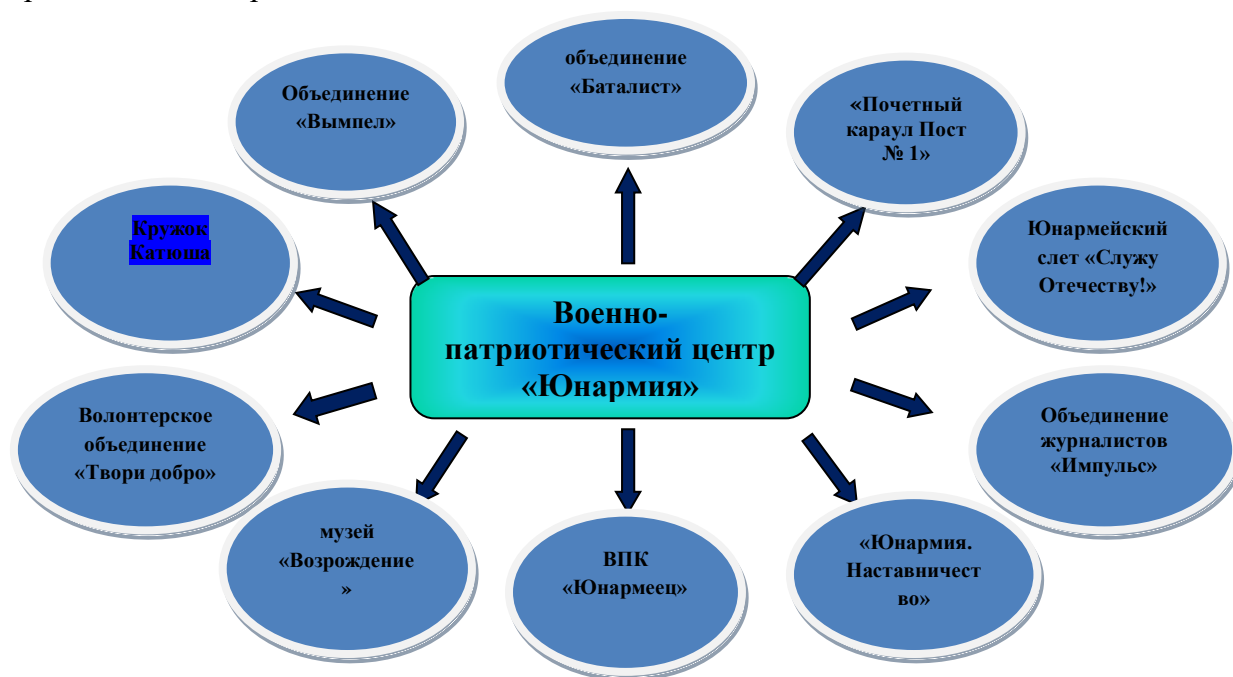 объединение
«Баталист»
Объединение
«Вымпел»
«Почетный
караул Пост
№ 1»
Кружок
Катюша
Юнармейский
слет «Служу
Отечеству!»
Военно-
патриотический центр
«Юнармия»
Волонтерское
объединение
«Твори добро»
Объединение
журналистов
«Импульс»
музей
«Возрождение
»
ВПК
«Юнармеец»
«Юнармия.
Наставничест
во»